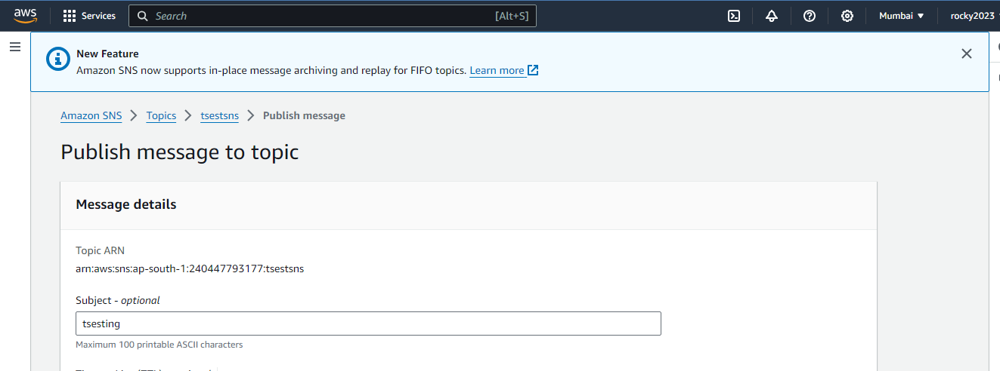 aws Services Search [Alt+S] Mumbai rocky2023
New Feature
Amazon SNS now supports in-place message archiving and replay for FIFO topics. Learn more
Amazon SNS > Topics > tsestsns > Publish message
Publish message to topic
Message details
Topic ARN
arn:aws:sns:ap-south-1:240447793177:tsestsns
Subject - optional
tsesting
Maximum 100 printable ASCII characters